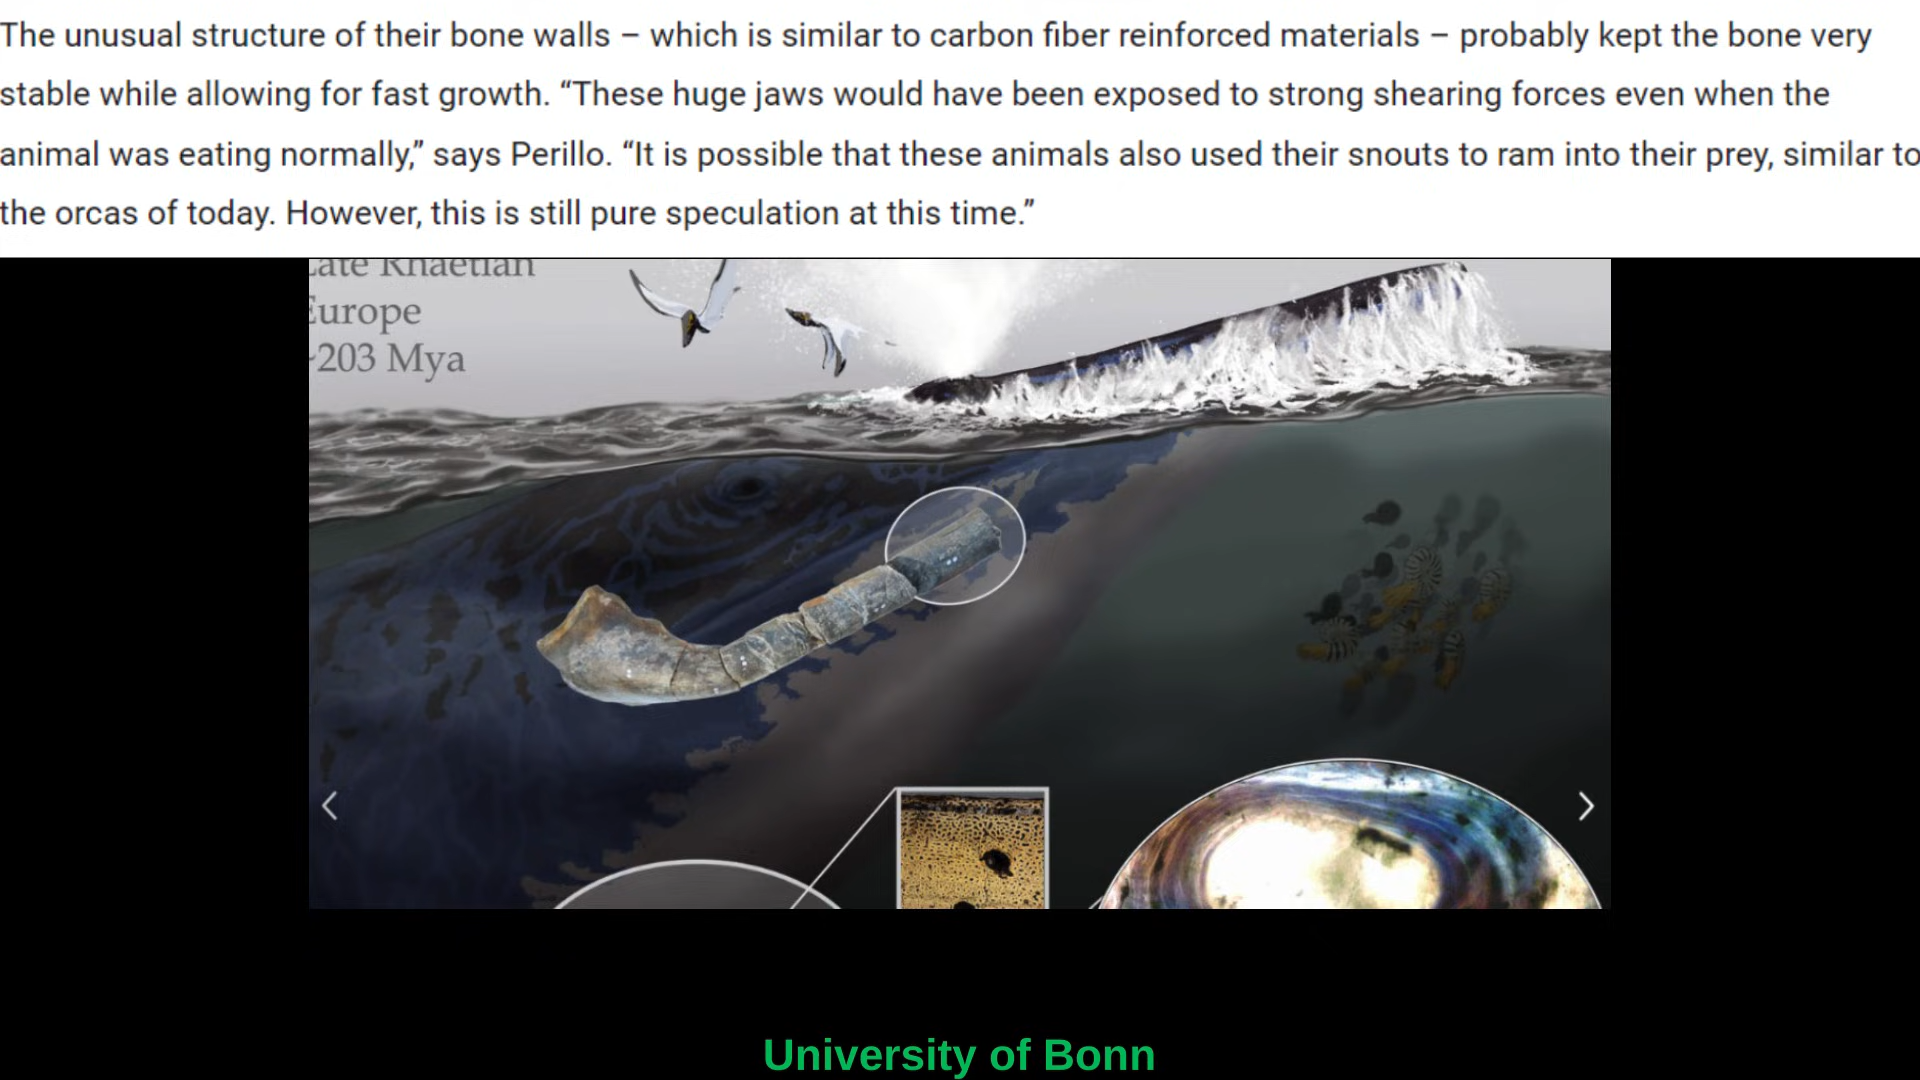 The unusual structure of their bone walls – which is similar to carbon fiber reinforced materials – probably kept the bone very
stable while allowing for fast growth. “These huge jaws would have been exposed to strong shearing forces even when the
animal was eating normally,” says Perillo. “It is possible that these animals also used their snouts to ram into their prey, similar to
the orcas of today. However, this is still pure speculation at this time.”
Late Rhaetian
Europe
~203 Mya
University of Bonn